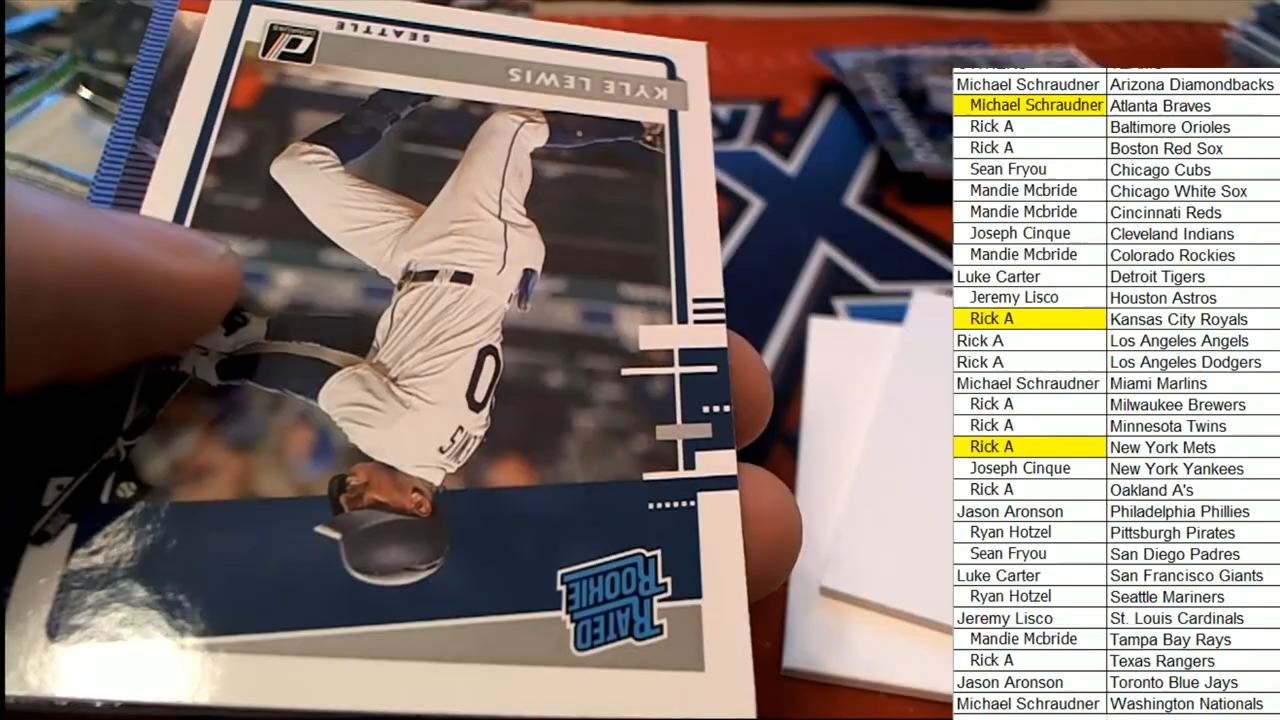 SEATTLE
KYLE LEWIS
0
RATED
ROOKIE
Michael Schraudner Arizona Diamondbacks
Michael Schraudner Atlanta Braves
Rick A Baltimore Orioles
Rick A Boston Red Sox
Sean Fryou Chicago Cubs
Mandie Mcbride Chicago White Sox
Mandie Mcbride Cincinnati Reds
Joseph Cinque Cleveland Indians
Mandie Mcbride Colorado Rockies
Luke Carter Detroit Tigers
Jeremy Lisco Houston Astros
Rick A Kansas City Royals
Rick A Los Angeles Angels
Rick A Los Angeles Dodgers
Michael Schraudner Miami Marlins
Rick A Milwaukee Brewers
Rick A Minnesota Twins
Rick A New York Mets
Joseph Cinque New York Yankees
Rick A Oakland A's
Jason Aronson Philadelphia Phillies
Ryan Hotzel Pittsburgh Pirates
Sean Fryou San Diego Padres
Luke Carter San Francisco Giants
Ryan Hotzel Seattle Mariners
Jeremy Lisco St. Louis Cardinals
Mandie Mcbride Tampa Bay Rays
Rick A Texas Rangers
Jason Aronson Toronto Blue Jays
Michael Schraudner Washington Nationals